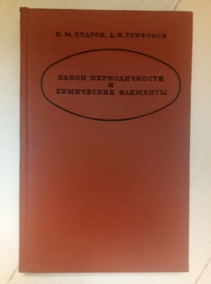 Б. М. КЕДРОВ, Д. Н. ТРИФОНОВ
ЗАКОН ПЕРИОДИЧНОСТИ
И
ХИМИЧЕСКИЕ ЭЛЕМЕНТЫ